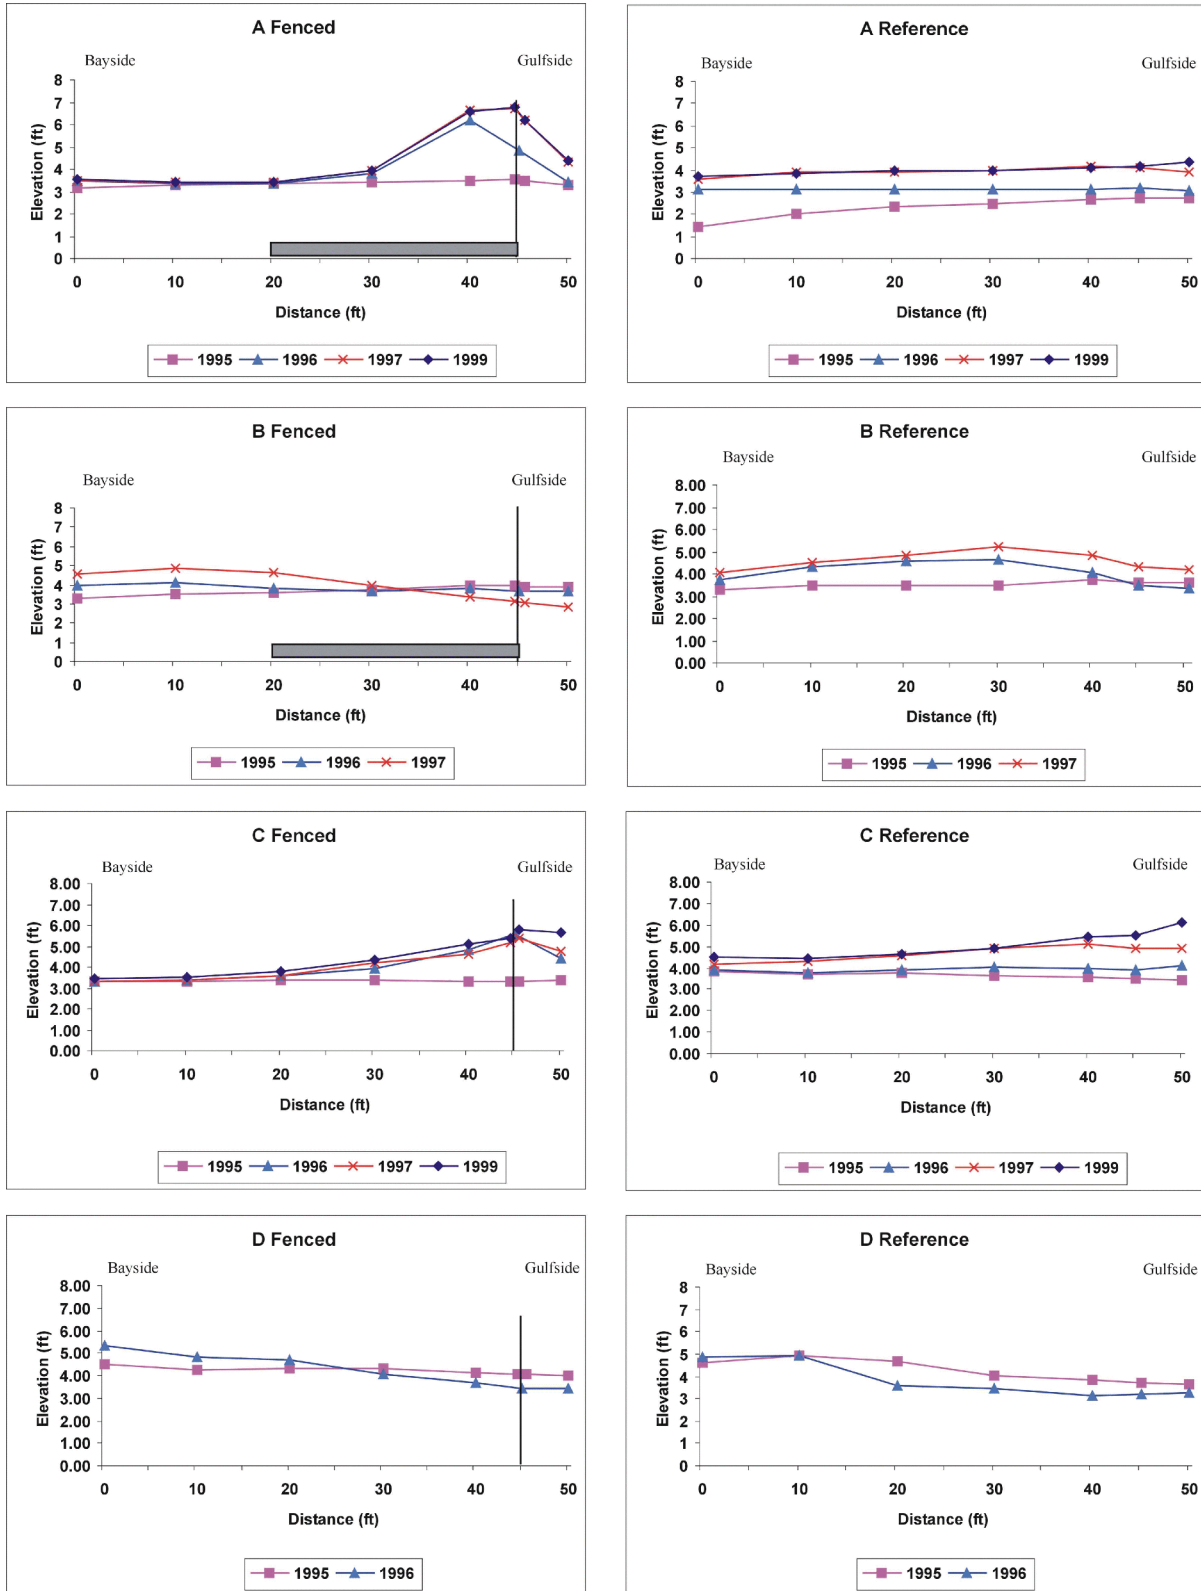 A Fenced
Bayside Gulfside
8
7
6
5
4
3
2
1
0
Elevation (ft)
0 10 20 30 40 50
Distance (ft)
1995 1996 1997 1999
A Reference
Bayside Gulfside
8
7
6
5
4
3
2
1
0
Elevation (ft)
0 10 20 30 40 50
Distance (ft)
1995 1996 1997 1999
B Fenced
Bayside Gulfside
8
7
6
5
4
3
2
1
0
Elevation (ft)
0 10 20 30 40 50
Distance (ft)
1995 1996 1997
B Reference
Bayside Gulfside
8.00
7.00
6.00
5.00
4.00
3.00
2.00
1.00
0.00
Elevation (ft)
0 10 20 30 40 50
Distance (ft)
1995 1996 1997
C Fenced
Bayside Gulfside
8.00
7.00
6.00
5.00
4.00
3.00
2.00
1.00
0.00
Elevation (ft)
0 10 20 30 40 50
Distance (ft)
1995 1996 1997 1999
C Reference
Bayside Gulfside
8.00
7.00
6.00
5.00
4.00
3.00
2.00
1.00
0.00
Elevation (ft)
0 10 20 30 40 50
Distance (ft)
1995 1996 1997 1999
D Fenced
Bayside Gulfside
8.00
7.00
6.00
5.00
4.00
3.00
2.00
1.00
0.00
Elevation (ft)
0 10 20 30 40 50
Distance (ft)
1995 1996
D Reference
Bayside Gulfside
8
7
6
5
4
3
2
1
0
Elevation (ft)
0 10 20 30 40 50
Distance (ft)
1995 1996